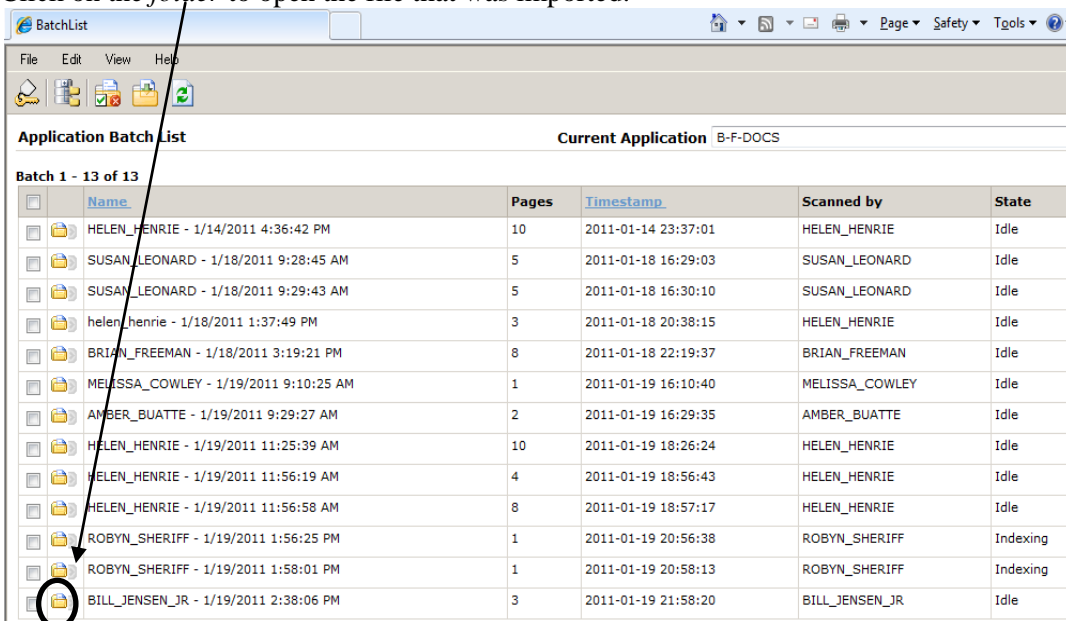 Click on the folder to open the file that was imported.
BatchList Page Safety Tools
File Edit View Help
Application Batch List Current Application B-F-DOCS
Batch 1 - 13 of 13
Name Pages Timestamp Scanned by State
HELEN_HENRIE - 1/14/2011 4:36:42 PM 10 2011-01-14 23:37:01 HELEN_HENRIE Idle
SUSAN_LEONARD - 1/18/2011 9:28:45 AM 5 2011-01-18 16:29:03 SUSAN_LEONARD Idle
SUSAN_LEONARD - 1/18/2011 9:29:43 AM 5 2011-01-18 16:30:10 SUSAN_LEONARD Idle
helen_henrie - 1/18/2011 1:37:49 PM 3 2011-01-18 20:38:15 HELEN_HENRIE Idle
BRIAN_FREEMAN - 1/18/2011 3:19:21 PM 8 2011-01-18 22:19:37 BRIAN_FREEMAN Idle
MELISSA_COWLEY - 1/19/2011 9:10:25 AM 1 2011-01-19 16:10:40 MELISSA_COWLEY Idle
AMBER_BUATTE - 1/19/2011 9:29:27 AM 2 2011-01-19 16:29:35 AMBER_BUATTE Idle
HELEN_HENRIE - 1/19/2011 11:25:39 AM 10 2011-01-19 18:26:24 HELEN_HENRIE Idle
HELEN_HENRIE - 1/19/2011 11:56:19 AM 4 2011-01-19 18:56:43 HELEN_HENRIE Idle
HELEN_HENRIE - 1/19/2011 11:56:58 AM 8 2011-01-19 18:57:17 HELEN_HENRIE Idle
ROBYN_SHERIFF - 1/19/2011 1:56:25 PM 1 2011-01-19 20:56:38 ROBYN_SHERIFF Indexing
ROBYN_SHERIFF - 1/19/2011 1:58:01 PM 1 2011-01-19 20:58:13 ROBYN_SHERIFF Indexing
BILL_JENSEN_JR - 1/19/2011 2:38:06 PM 3 2011-01-19 21:58:20 BILL_JENSEN_JR Idle